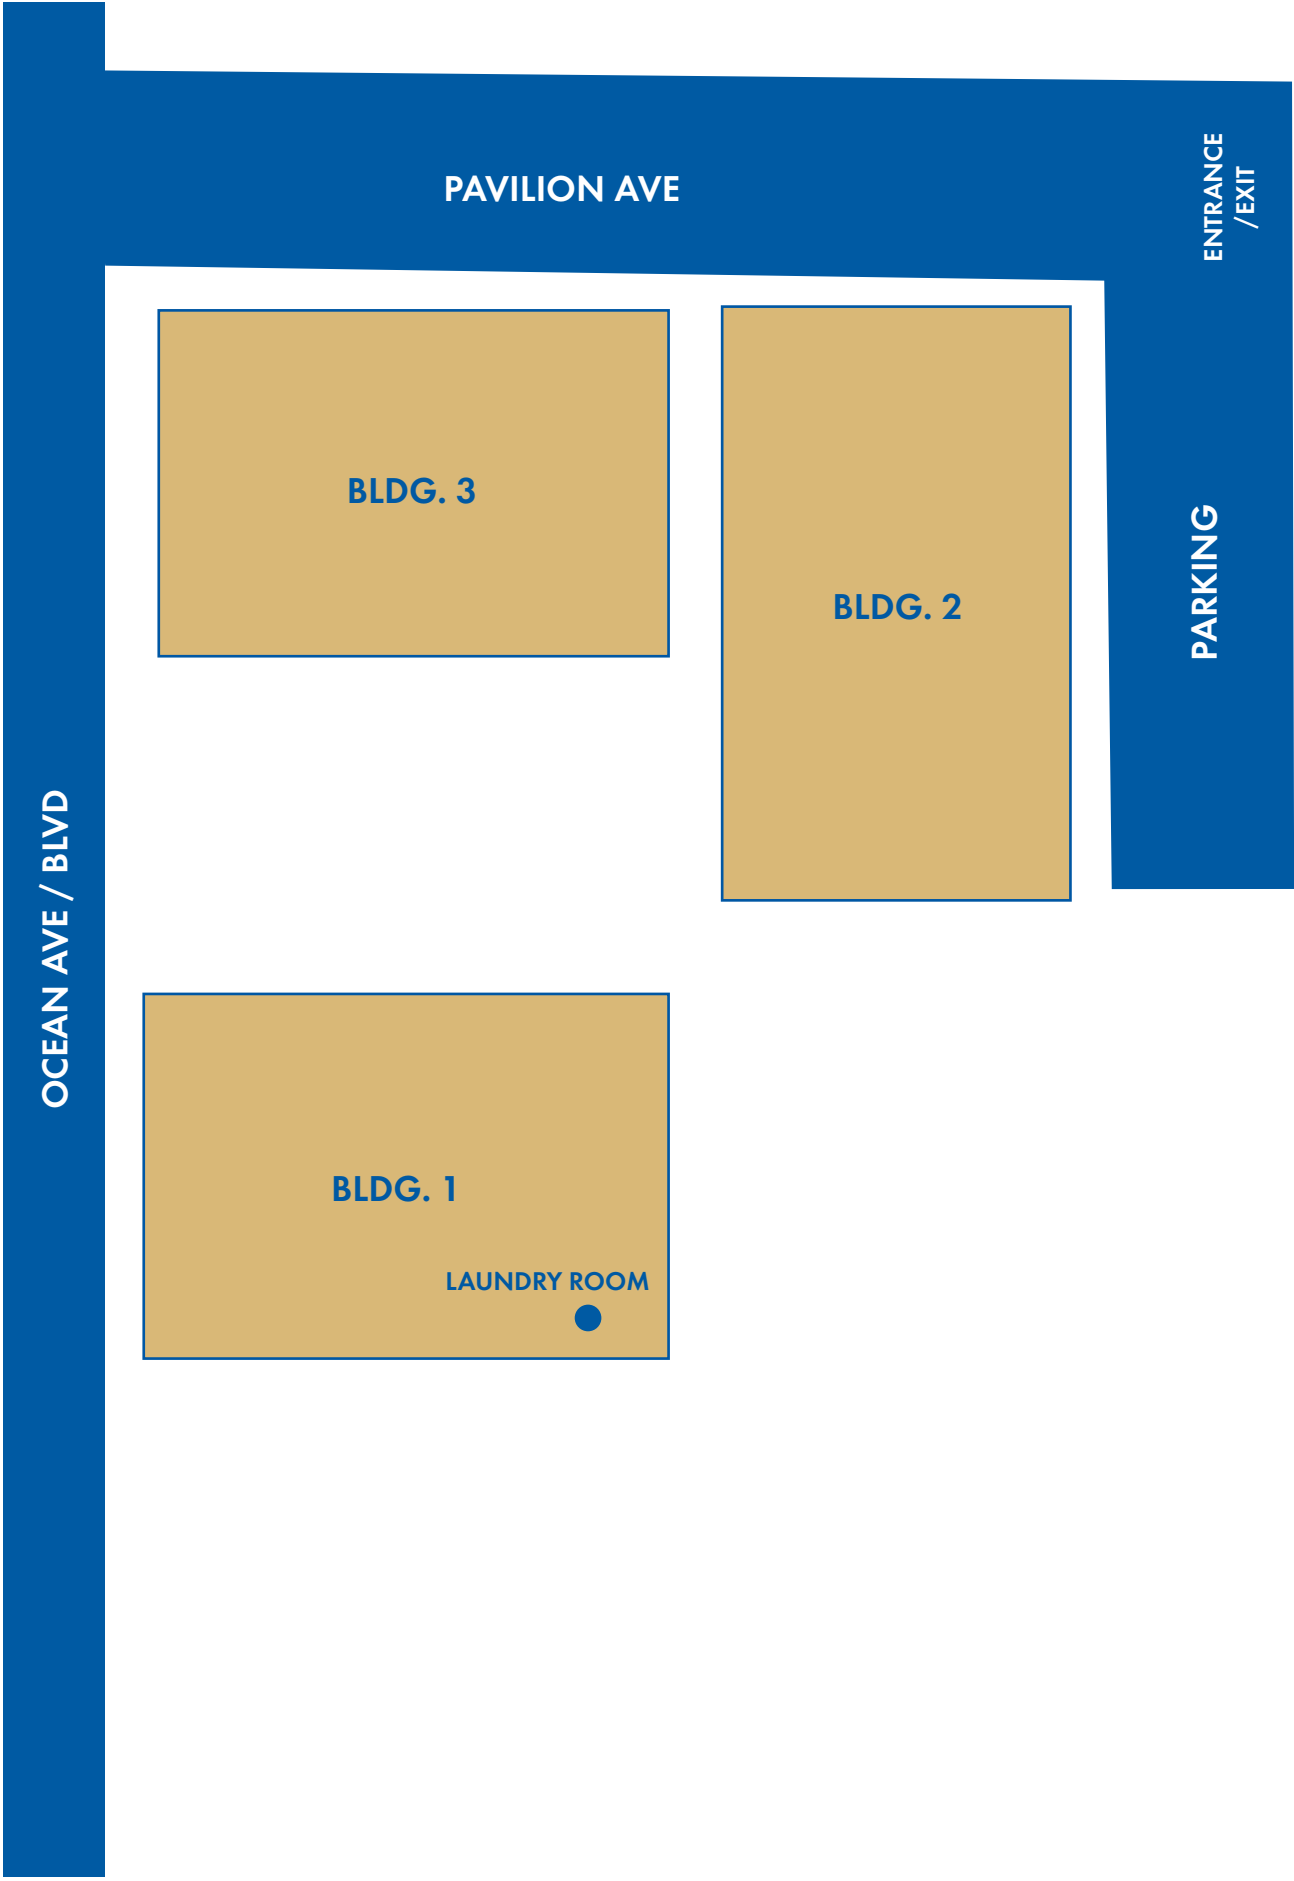 PAVILION AVE
ENTRANCE
/EXIT
BLDG. 3
BLDG. 2
PARKING
OCEAN AVE / BLVD
BLDG. 1
LAUNDRY ROOM